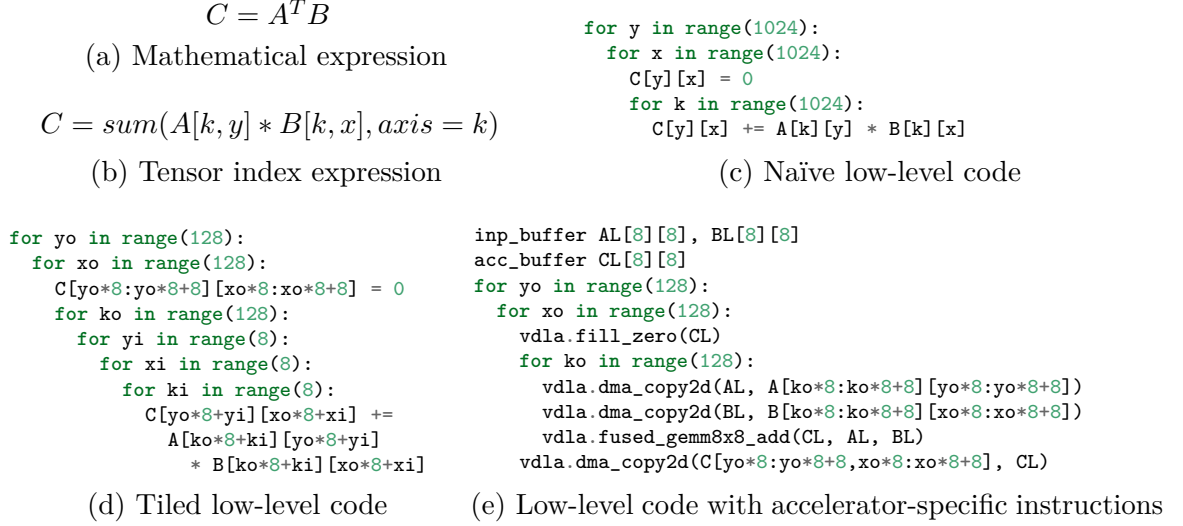 C = A^T B
(a) Mathematical expression
C = sum(A[k, y] ∗ B[k, x], axis = k)
(b) Tensor index expression
for y in range(1024):
  for x in range(1024):
    C[y][x] = 0
    for k in range(1024):
      C[y][x] += A[k][y] * B[k][x]
(c) Naïve low-level code
for yo in range(128):
  for xo in range(128):
    C[yo*8:yo*8+8][xo*8:xo*8+8] = 0
    for ko in range(128):
      for yi in range(8):
        for xi in range(8):
          for ki in range(8):
            C[yo*8+yi][xo*8+xi] +=
              A[ko*8+ki][yo*8+yi]
                * B[ko*8+ki][xo*8+xi]
(d) Tiled low-level code
inp_buffer AL[8][8], BL[8][8]
acc_buffer CL[8][8]
for yo in range(128):
  for xo in range(128):
    vdla.fill_zero(CL)
    for ko in range(128):
      vdla.dma_copy2d(AL, A[ko*8:ko*8+8][yo*8:yo*8+8])
      vdla.dma_copy2d(BL, B[ko*8:ko*8+8][xo*8:xo*8+8])
      vdla.fused_gemm8x8_add(CL, AL, BL)
    vdla.dma_copy2d(C[yo*8:yo*8+8,xo*8:xo*8+8], CL)
(e) Low-level code with accelerator-specific instructions